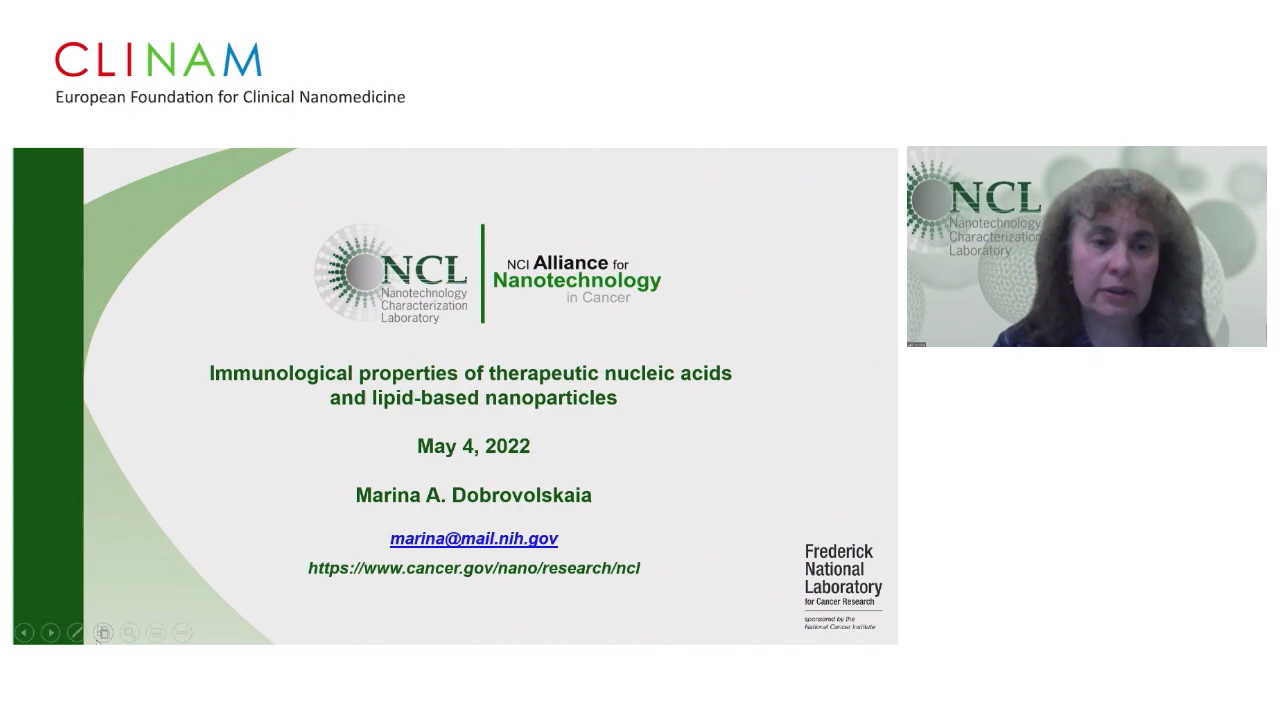 CLINAM
European Foundation for Clinical Nanomedicine
NCL
Nanotechnology
Characterization
Laboratory
NCI Alliance for
Nanotechnology
in Cancer
Immunological properties of therapeutic nucleic acids
and lipid-based nanoparticles
May 4, 2022
Marina A. Dobrovolskaia
marina@mail.nih.gov
https://www.cancer.gov/nano/research/ncl
Frederick
National
Laboratory
for Cancer Research
sponsored by the
National Cancer Institute
NCL
Nanotechnology
Characterization
Laboratory